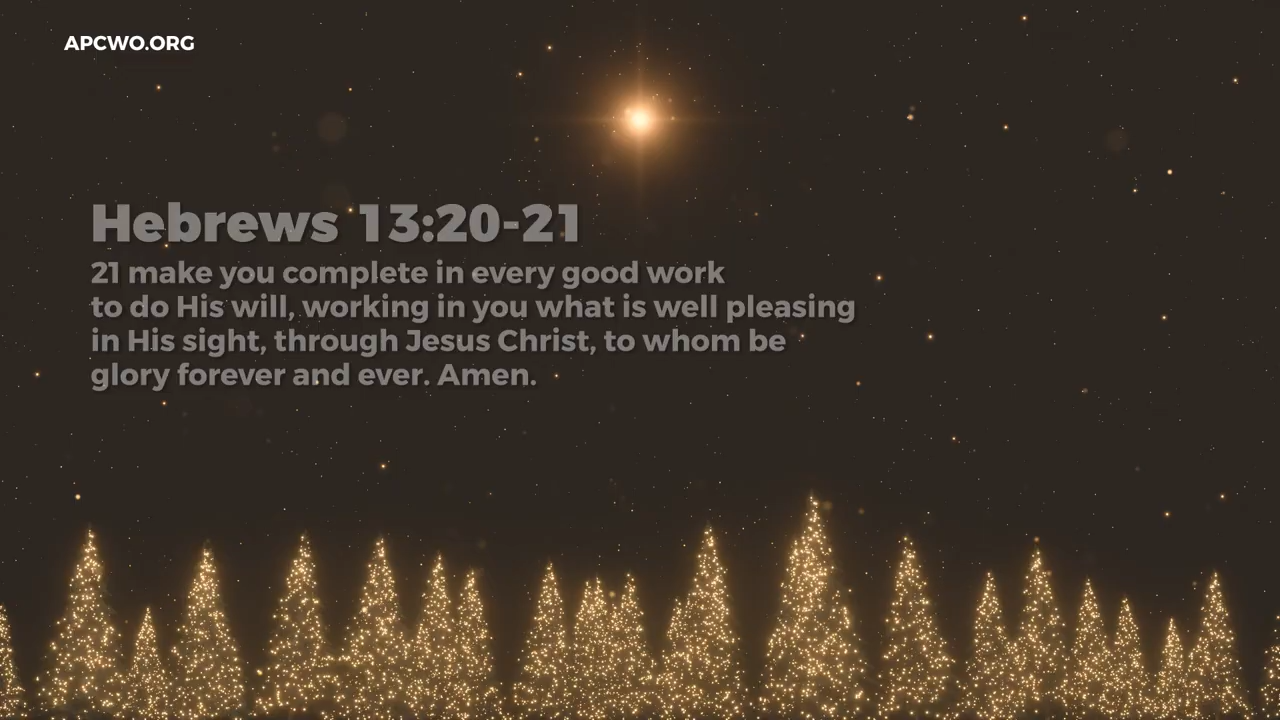 APCWO.ORG
Hebrews 13:20-21
21 make you complete in every good work
to do His will, working in you what is well pleasing
in His sight, through Jesus Christ, to whom be
glory forever and ever. Amen.